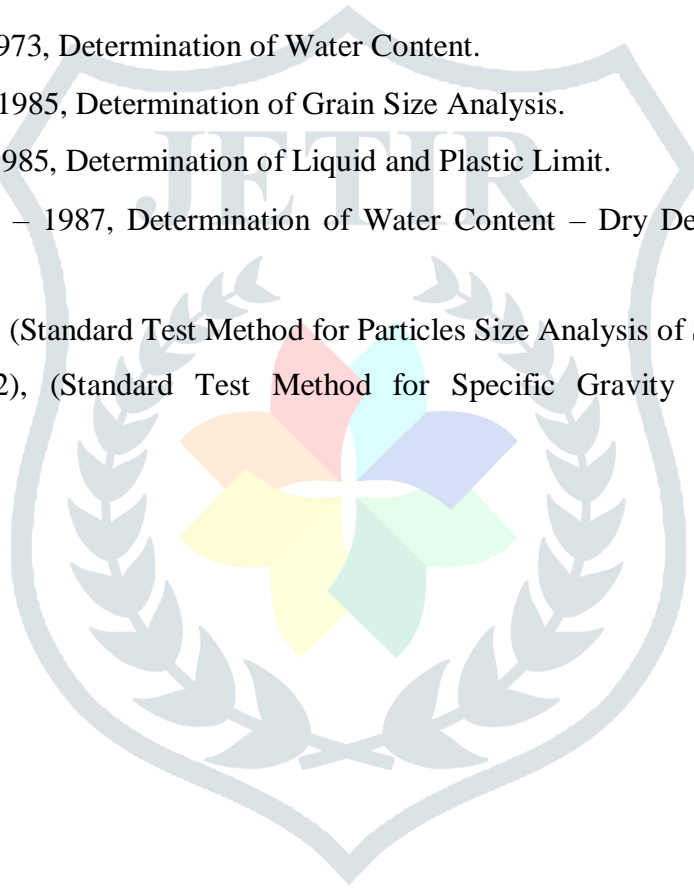 973, Determination of Water Content.
1985, Determination of Grain Size Analysis.
985, Determination of Liquid and Plastic Limit.
– 1987, Determination of Water Content – Dry De
(Standard Test Method for Particles Size Analysis of
2), (Standard Test Method for Specific Gravity
JETIR